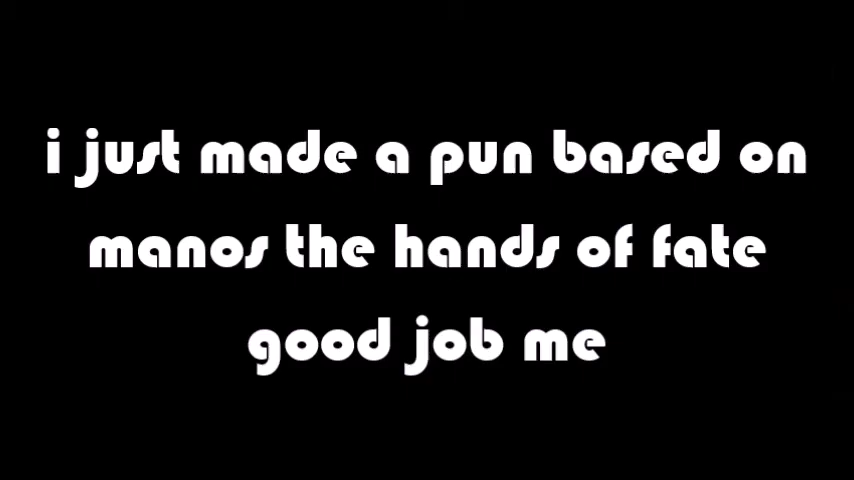 i just made a pun based on
manos the hands of fate
good job me